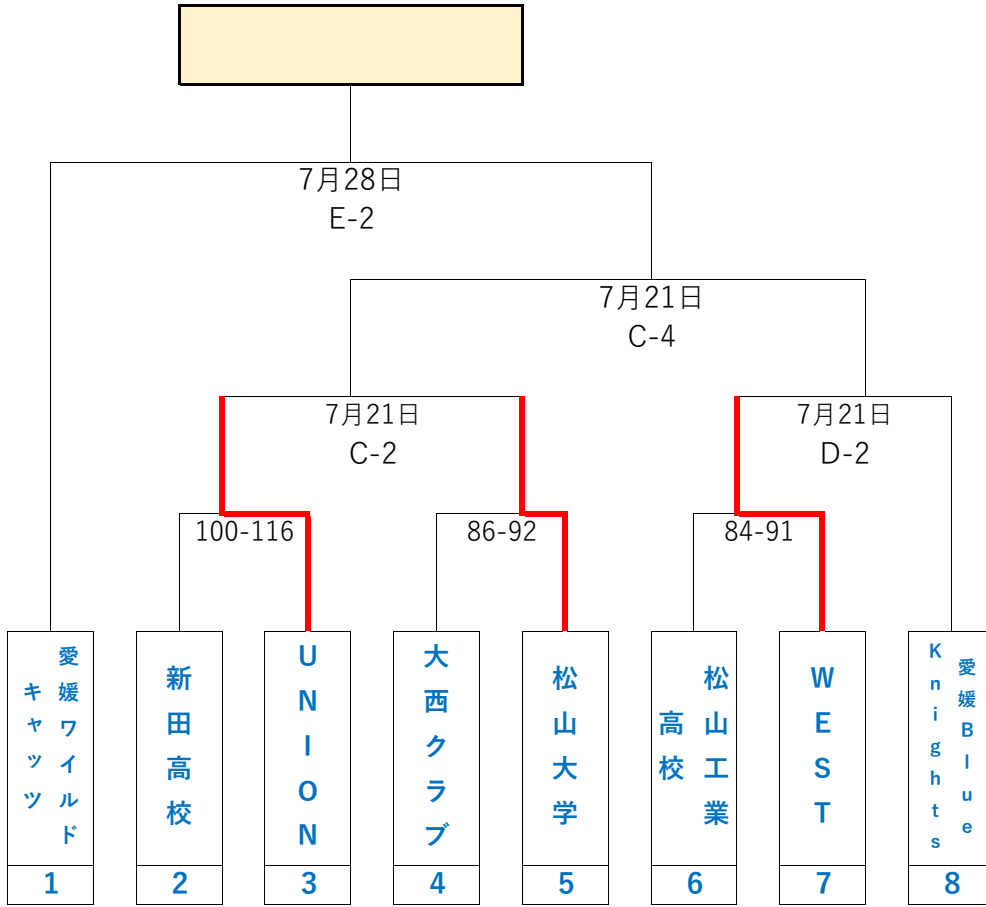 7月28日
E-2
7月21日
C-4
7月21日
C-2
7月21日
D-2
100-116
86-92
84-91
愛媛ワイルド
キャッツ
新田高校
UNION
大西クラブ
松山大学
松山工業
高校
WEST
愛媛Blue
Knights
1
2
3
4
5
6
7
8